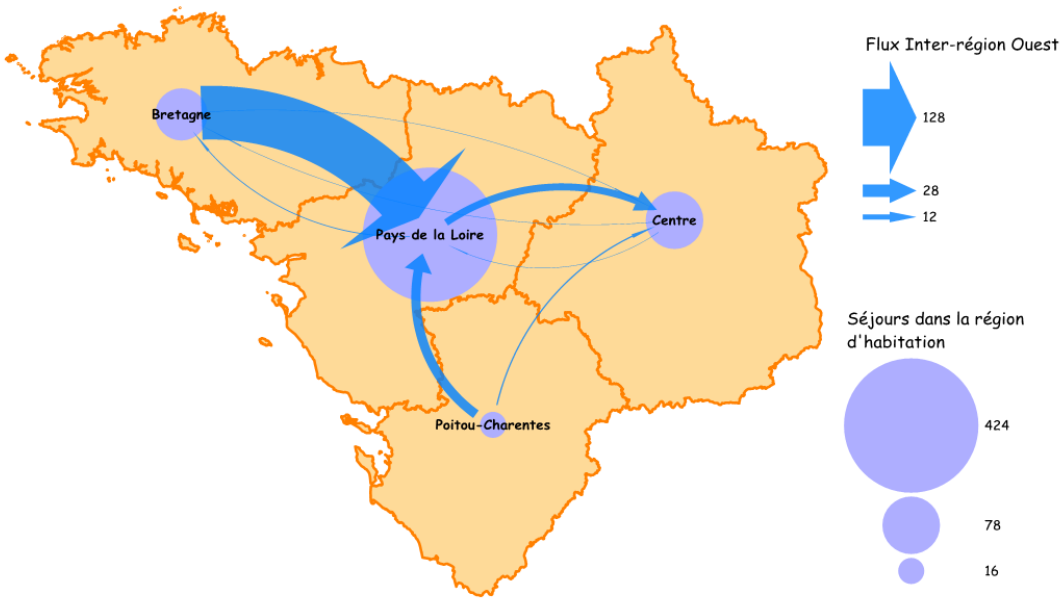 Flux Inter-région Ouest
128
28
12
Bretagne
Pays de la Loire
Centre
Poitou-Charentes
Séjours dans la région
d'habitation
424
78
16